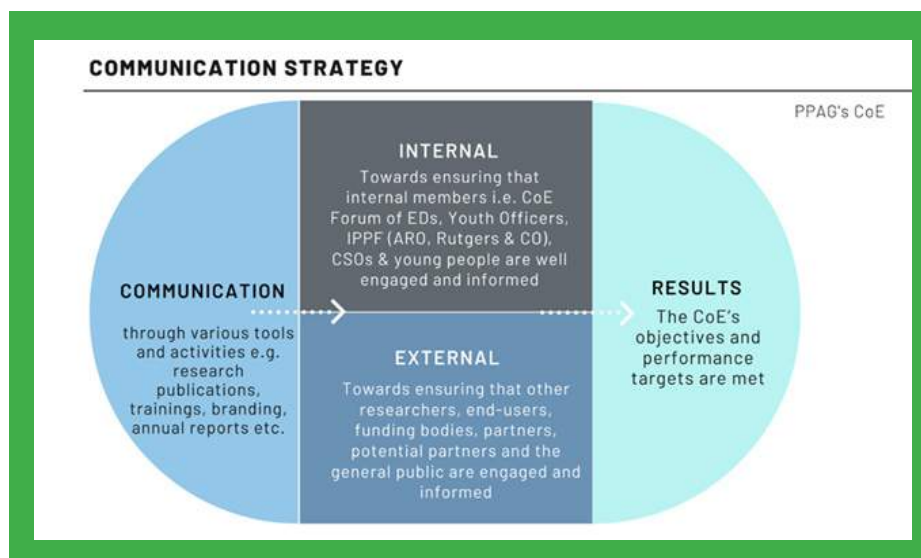 COMMUNICATION STRATEGY
PPAG's CoE
COMMUNICATION
through various tools
and activities e.g.
research
publications,
trainings, branding,
annual reports etc.
INTERNAL
Towards ensuring that
internal members i.e. CoE
Forum of EDs, Youth Officers,
IPPF (ARO, Rutgers & CO),
CSOs & young people are well
engaged and informed
EXTERNAL
Towards ensuring that other
researchers, end-users,
funding bodies, partners,
potential partners and the
general public are engaged and
informed
RESULTS
The CoE's
objectives and
performance
targets are met